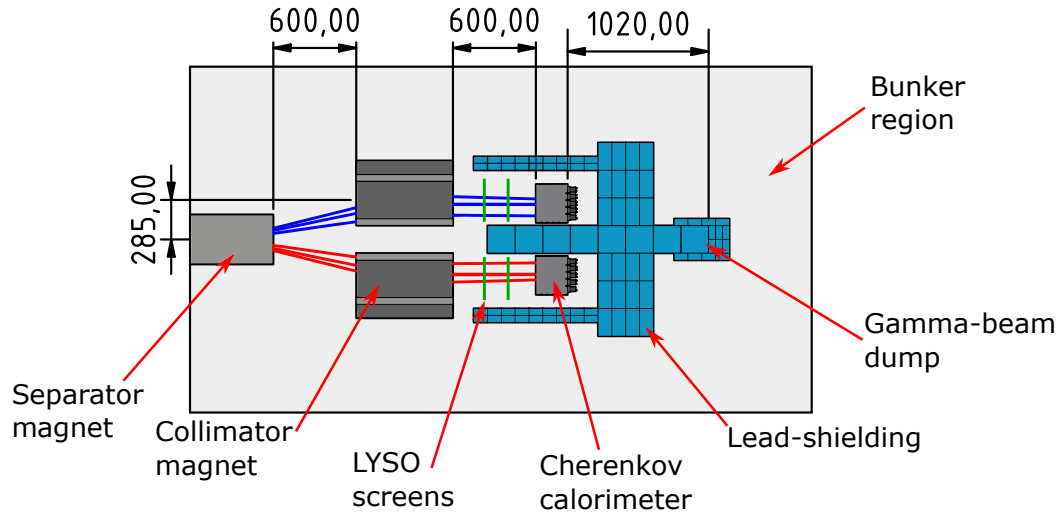 600,00
600,00
1020,00
Bunker
region
285,00
Gamma-beam
dump
Separator
magnet
Collimator
magnet
LYSO
screens
Cherenkov
calorimeter
Lead-shielding